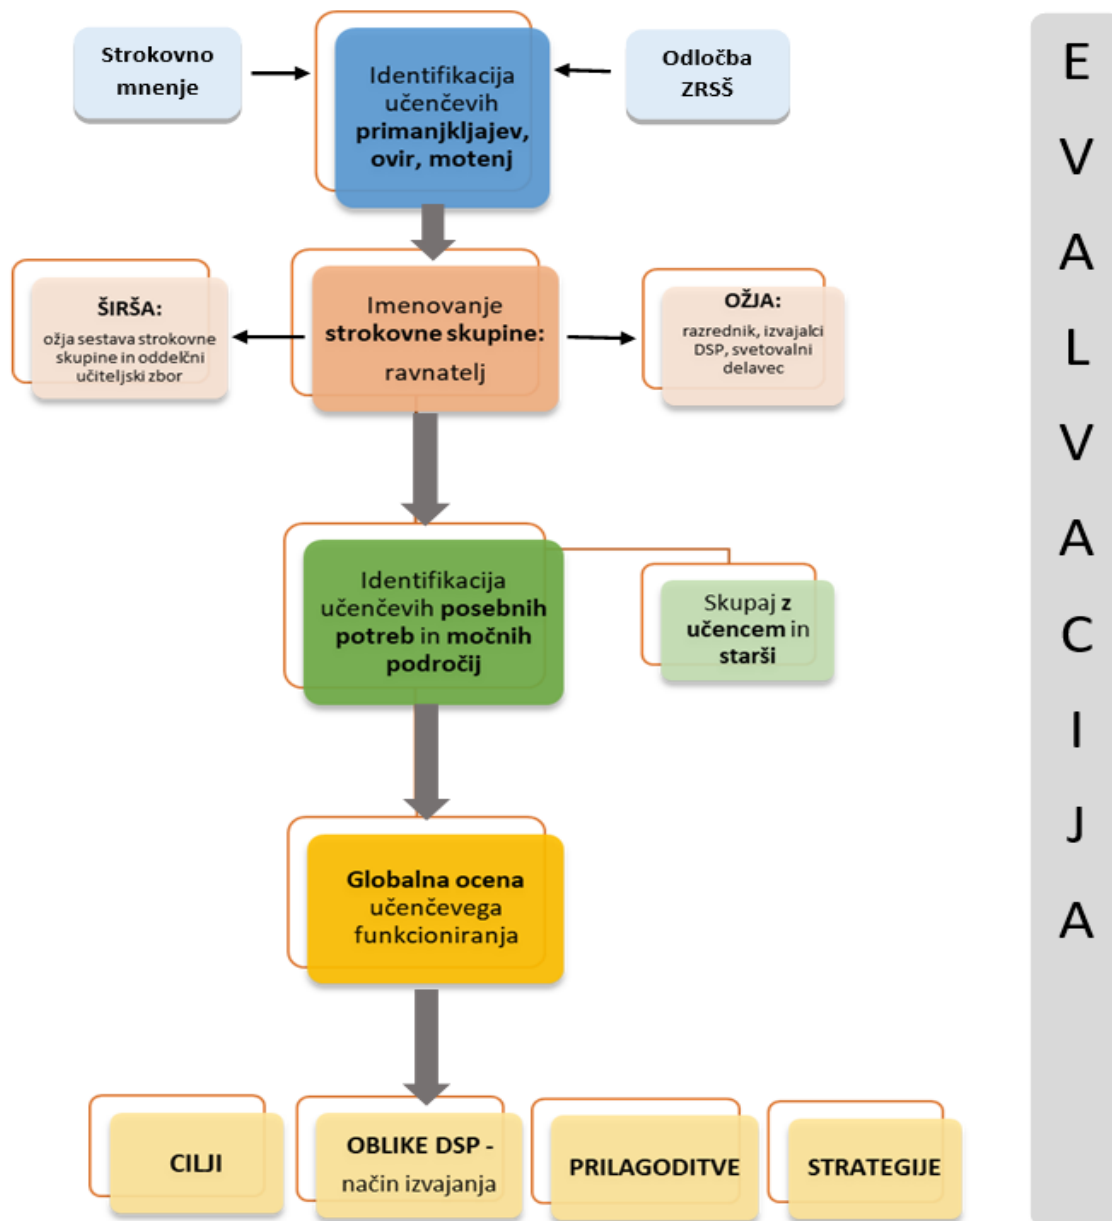 Strokovno
mnenje
Identifikacija
učenčevih
primanjkljajev,
ovir, motenj
Odločba
ZRSŠ
ŠIRŠA:
ožja sestava strokovne
skupine in oddelčni
učiteljski zbor
Imenovanje
strokovne skupine:
ravnatelj
OŽJA:
razrednik, izvajalci
DSP, svetovalni
delavec
Identifikacija
učenčevih posebnih
potreb in močnih
področij
Skupaj z
učencem in
starši
Globalna ocena
učenčevega
funkcioniranja
CILJI
OBLIKE DSP -
način izvajanja
PRILAGODITVE
STRATEGIJE
E
V
A
L
V
A
C
I
J
A